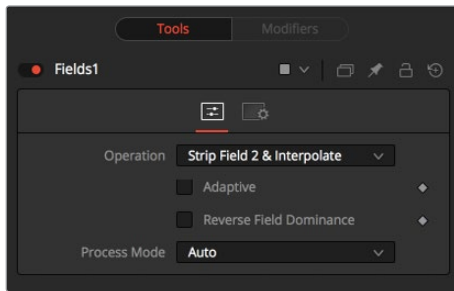 Tools Modifiers
Fields1
Operation Strip Field 2 & Interpolate
Adaptive
Reverse Field Dominance
Process Mode Auto